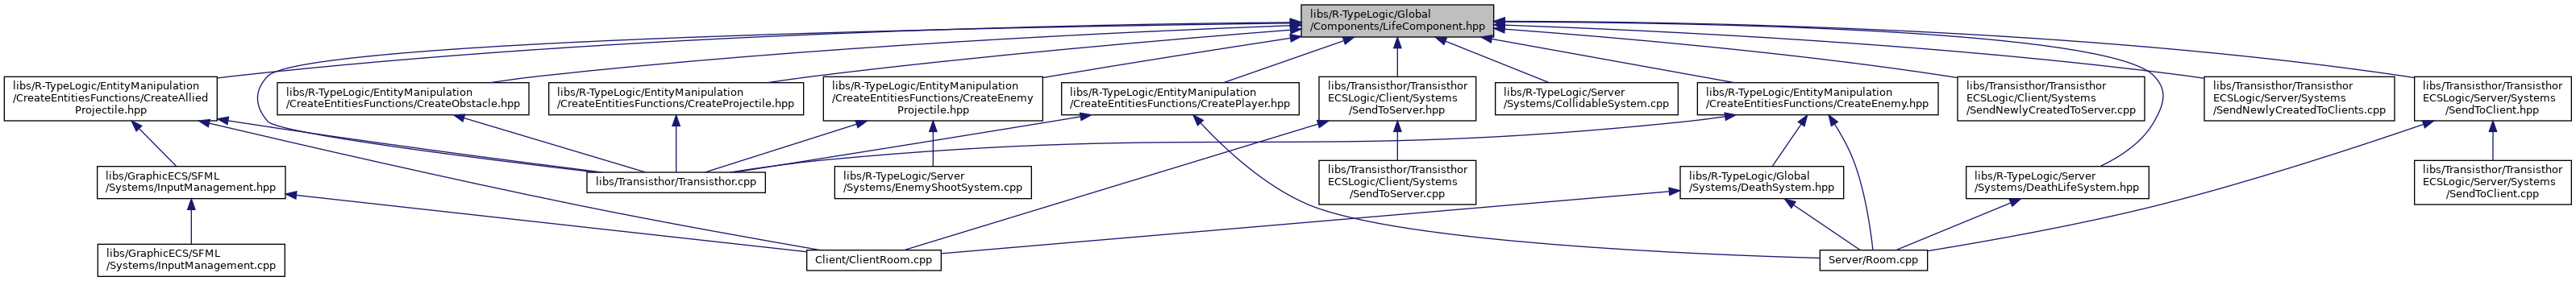 libs/R-TypeLogic/Global
/Components/LifeComponent.hpp
libs/R-TypeLogic/EntityManipulation
/CreateEntitiesFunctions/CreateAllied
Projectile.hpp
libs/R-TypeLogic/EntityManipulation
/CreateEntitiesFunctions/CreateObstacle.hpp
libs/R-TypeLogic/EntityManipulation
/CreateEntitiesFunctions/CreateProjectile.hpp
libs/R-TypeLogic/EntityManipulation
/CreateEntitiesFunctions/CreateEnemy
Projectile.hpp
libs/R-TypeLogic/EntityManipulation
/CreateEntitiesFunctions/CreatePlayer.hpp
libs/Transisthor/Transisthor
ECSLogic/Client/Systems
/SendToServer.hpp
libs/R-TypeLogic/Server
/Systems/CollidableSystem.cpp
libs/R-TypeLogic/EntityManipulation
/CreateEntitiesFunctions/CreateEnemy.hpp
libs/Transisthor/Transisthor
ECSLogic/Client/Systems
/SendNewlyCreatedToServer.cpp
libs/Transisthor/Transisthor
ECSLogic/Server/Systems
/SendNewlyCreatedToClients.cpp
libs/Transisthor/Transisthor
ECSLogic/Server/Systems
/SendToClient.hpp
libs/GraphicECS/SFML
/Systems/InputManagement.hpp
libs/Transisthor/Transisthor.cpp
libs/R-TypeLogic/Server
/Systems/EnemyShootSystem.cpp
libs/Transisthor/Transisthor
ECSLogic/Client/Systems
/SendToServer.cpp
libs/R-TypeLogic/Global
/Systems/DeathSystem.hpp
libs/R-TypeLogic/Server
/Systems/DeathLifeSystem.hpp
libs/Transisthor/Transisthor
ECSLogic/Server/Systems
/SendToClient.cpp
libs/GraphicECS/SFML
/Systems/InputManagement.cpp
Client/ClientRoom.cpp
Server/Room.cpp